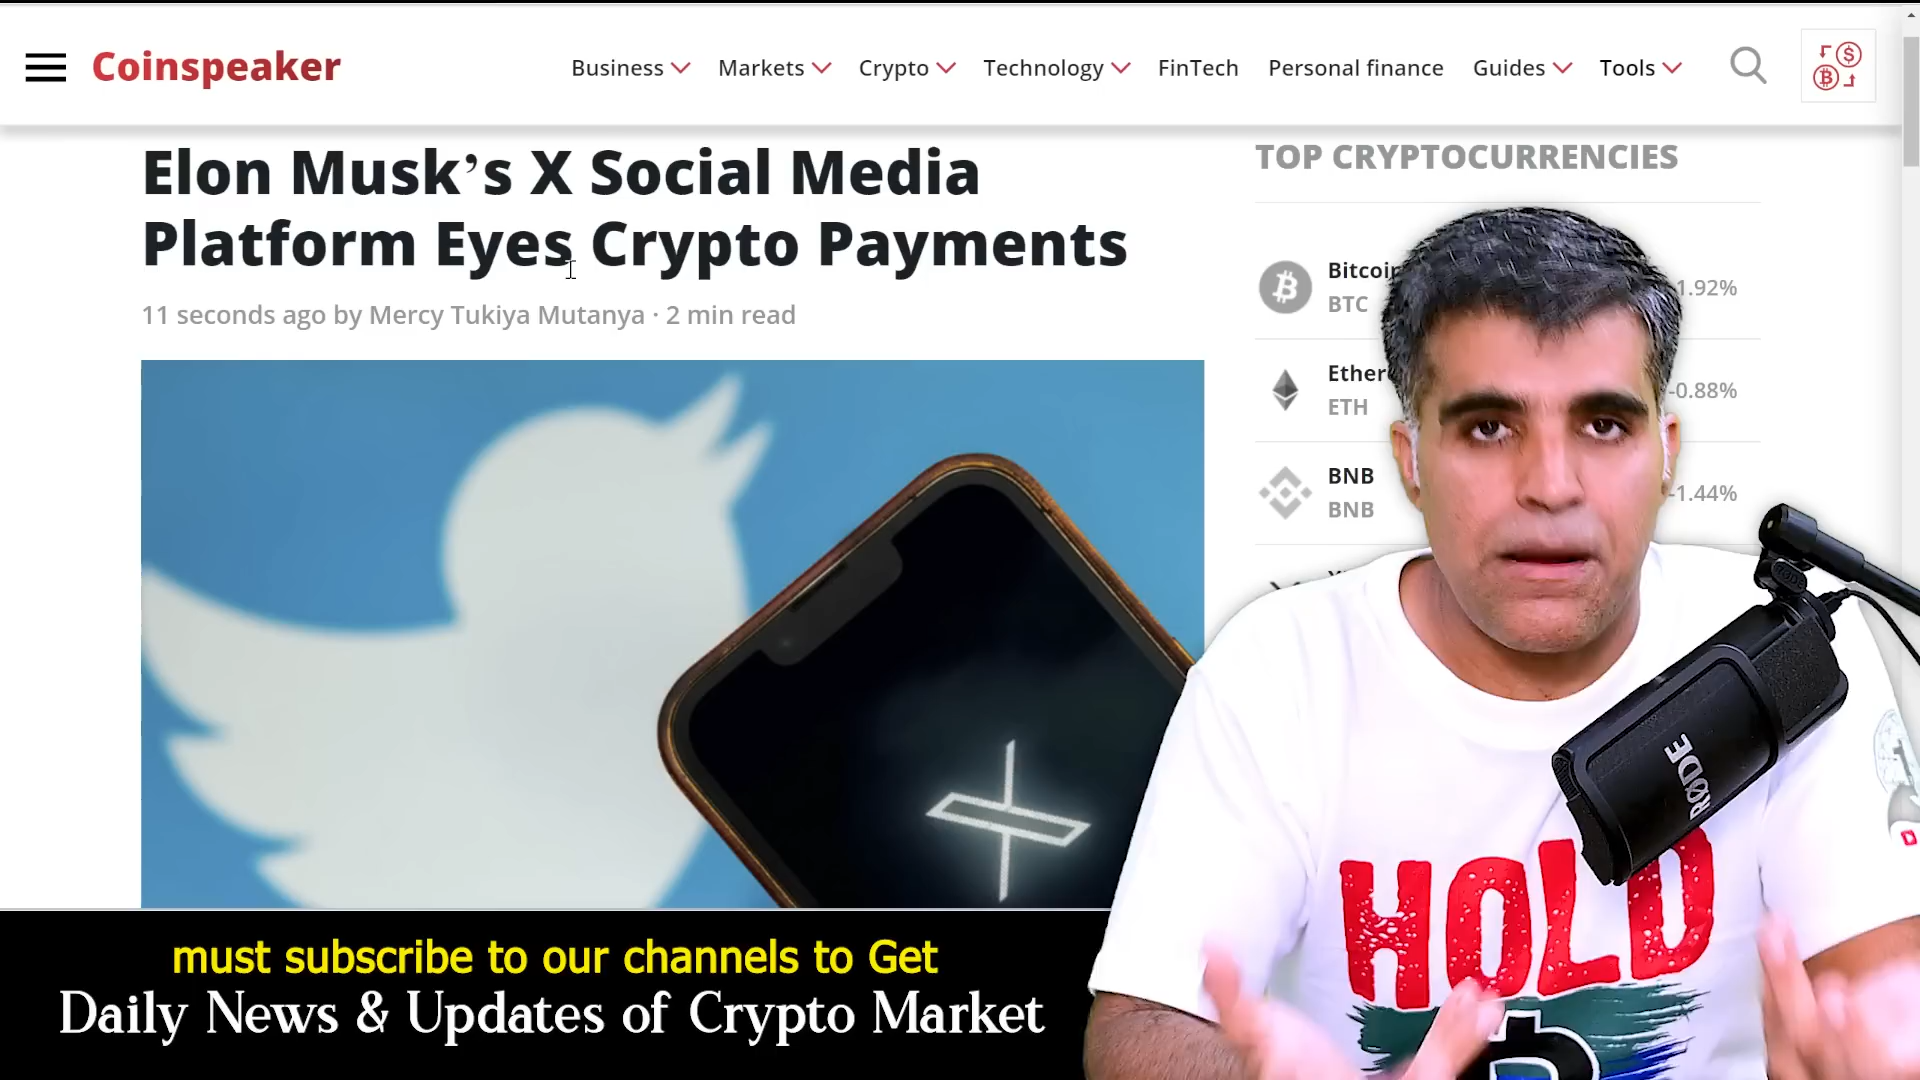 Coinspeaker
Business Markets Crypto Technology FinTech Personal finance Guides Tools
Elon Musk’s X Social Media
Platform Eyes Crypto Payments
11 seconds ago by Mercy Tukiya Mutanya · 2 min read
TOP CRYPTOCURRENCIES
BTC
1.92%
ETH
-0.88%
BNB
BNB
-1.44%
RØDE
HOLD
must subscribe to our channels to Get
Daily News & Updates of Crypto Market